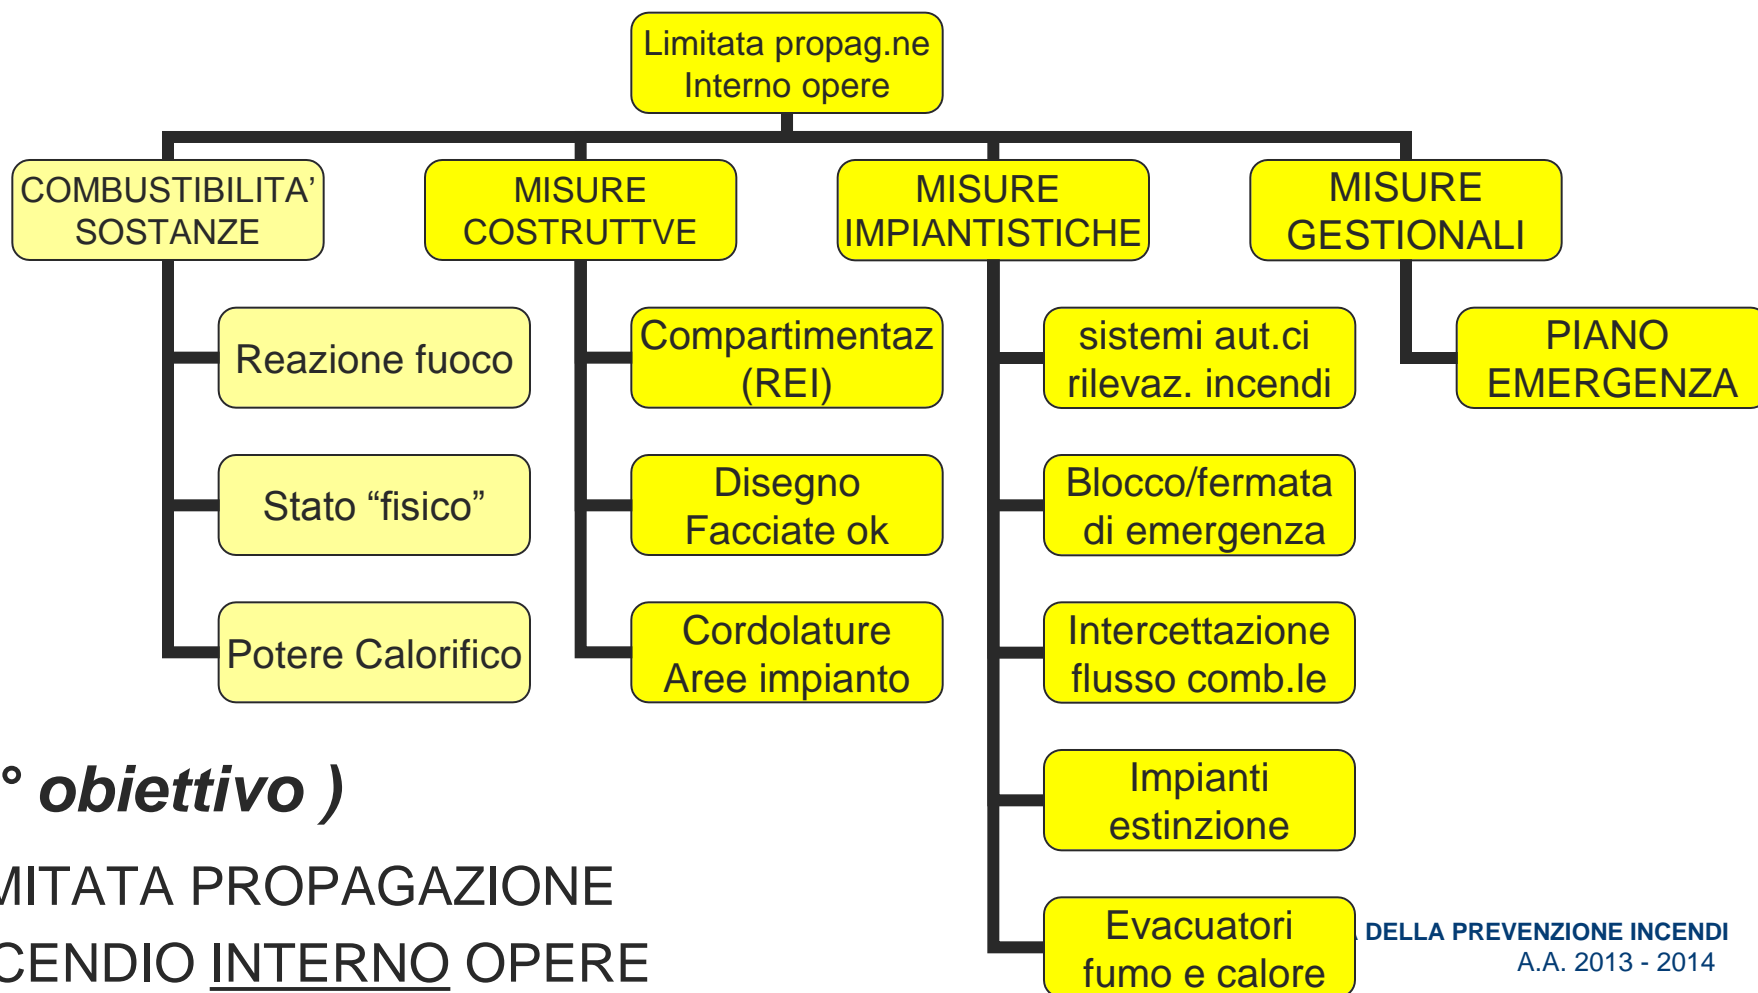 Limitata propag.ne
Interno opere
COMBUSTIBILITA’
SOSTANZE
MISURE
COSTRUTTVE
MISURE
IMPIANTISTICHE
MISURE
GESTIONALI
Reazione fuoco
Compartimentaz
(REI)
sistemi aut.ci
rilevaz. incendi
PIANO
EMERGENZA
Stato “fisico”
Disegno
Facciate ok
Blocco/fermata
di emergenza
Potere Calorifico
Cordolature
Aree impianto
Intercettazione
flusso comb.le
Impianti
estinzione
Evacuatori
fumo e calore
° obiettivo )
MITATA PROPAGAZIONE
CENDIO INTERNO OPERE
DELLA PREVENZIONE INCENDI
A.A. 2013 - 2014